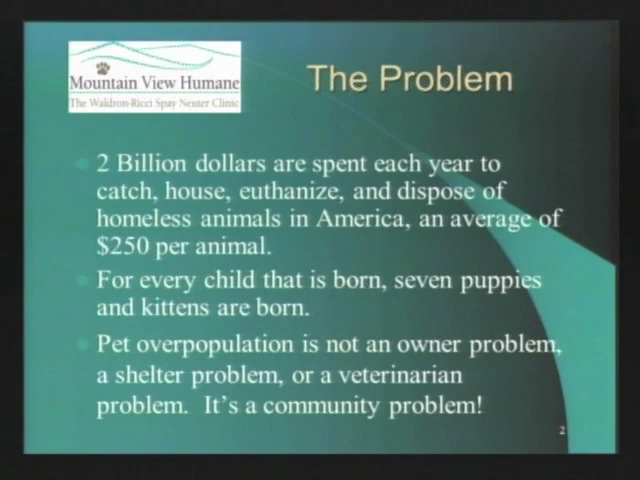 Mountain View Humane
The Waldron-Ricci Spay Neuter Clinic
The Problem
2 Billion dollars are spent each year to
catch, house, euthanize, and dispose of
homeless animals in America, an average of
$250 per animal.
For every child that is born, seven puppies
and kittens are born.
Pet overpopulation is not an owner problem,
a shelter problem, or a veterinarian
problem. It's a community problem!
2